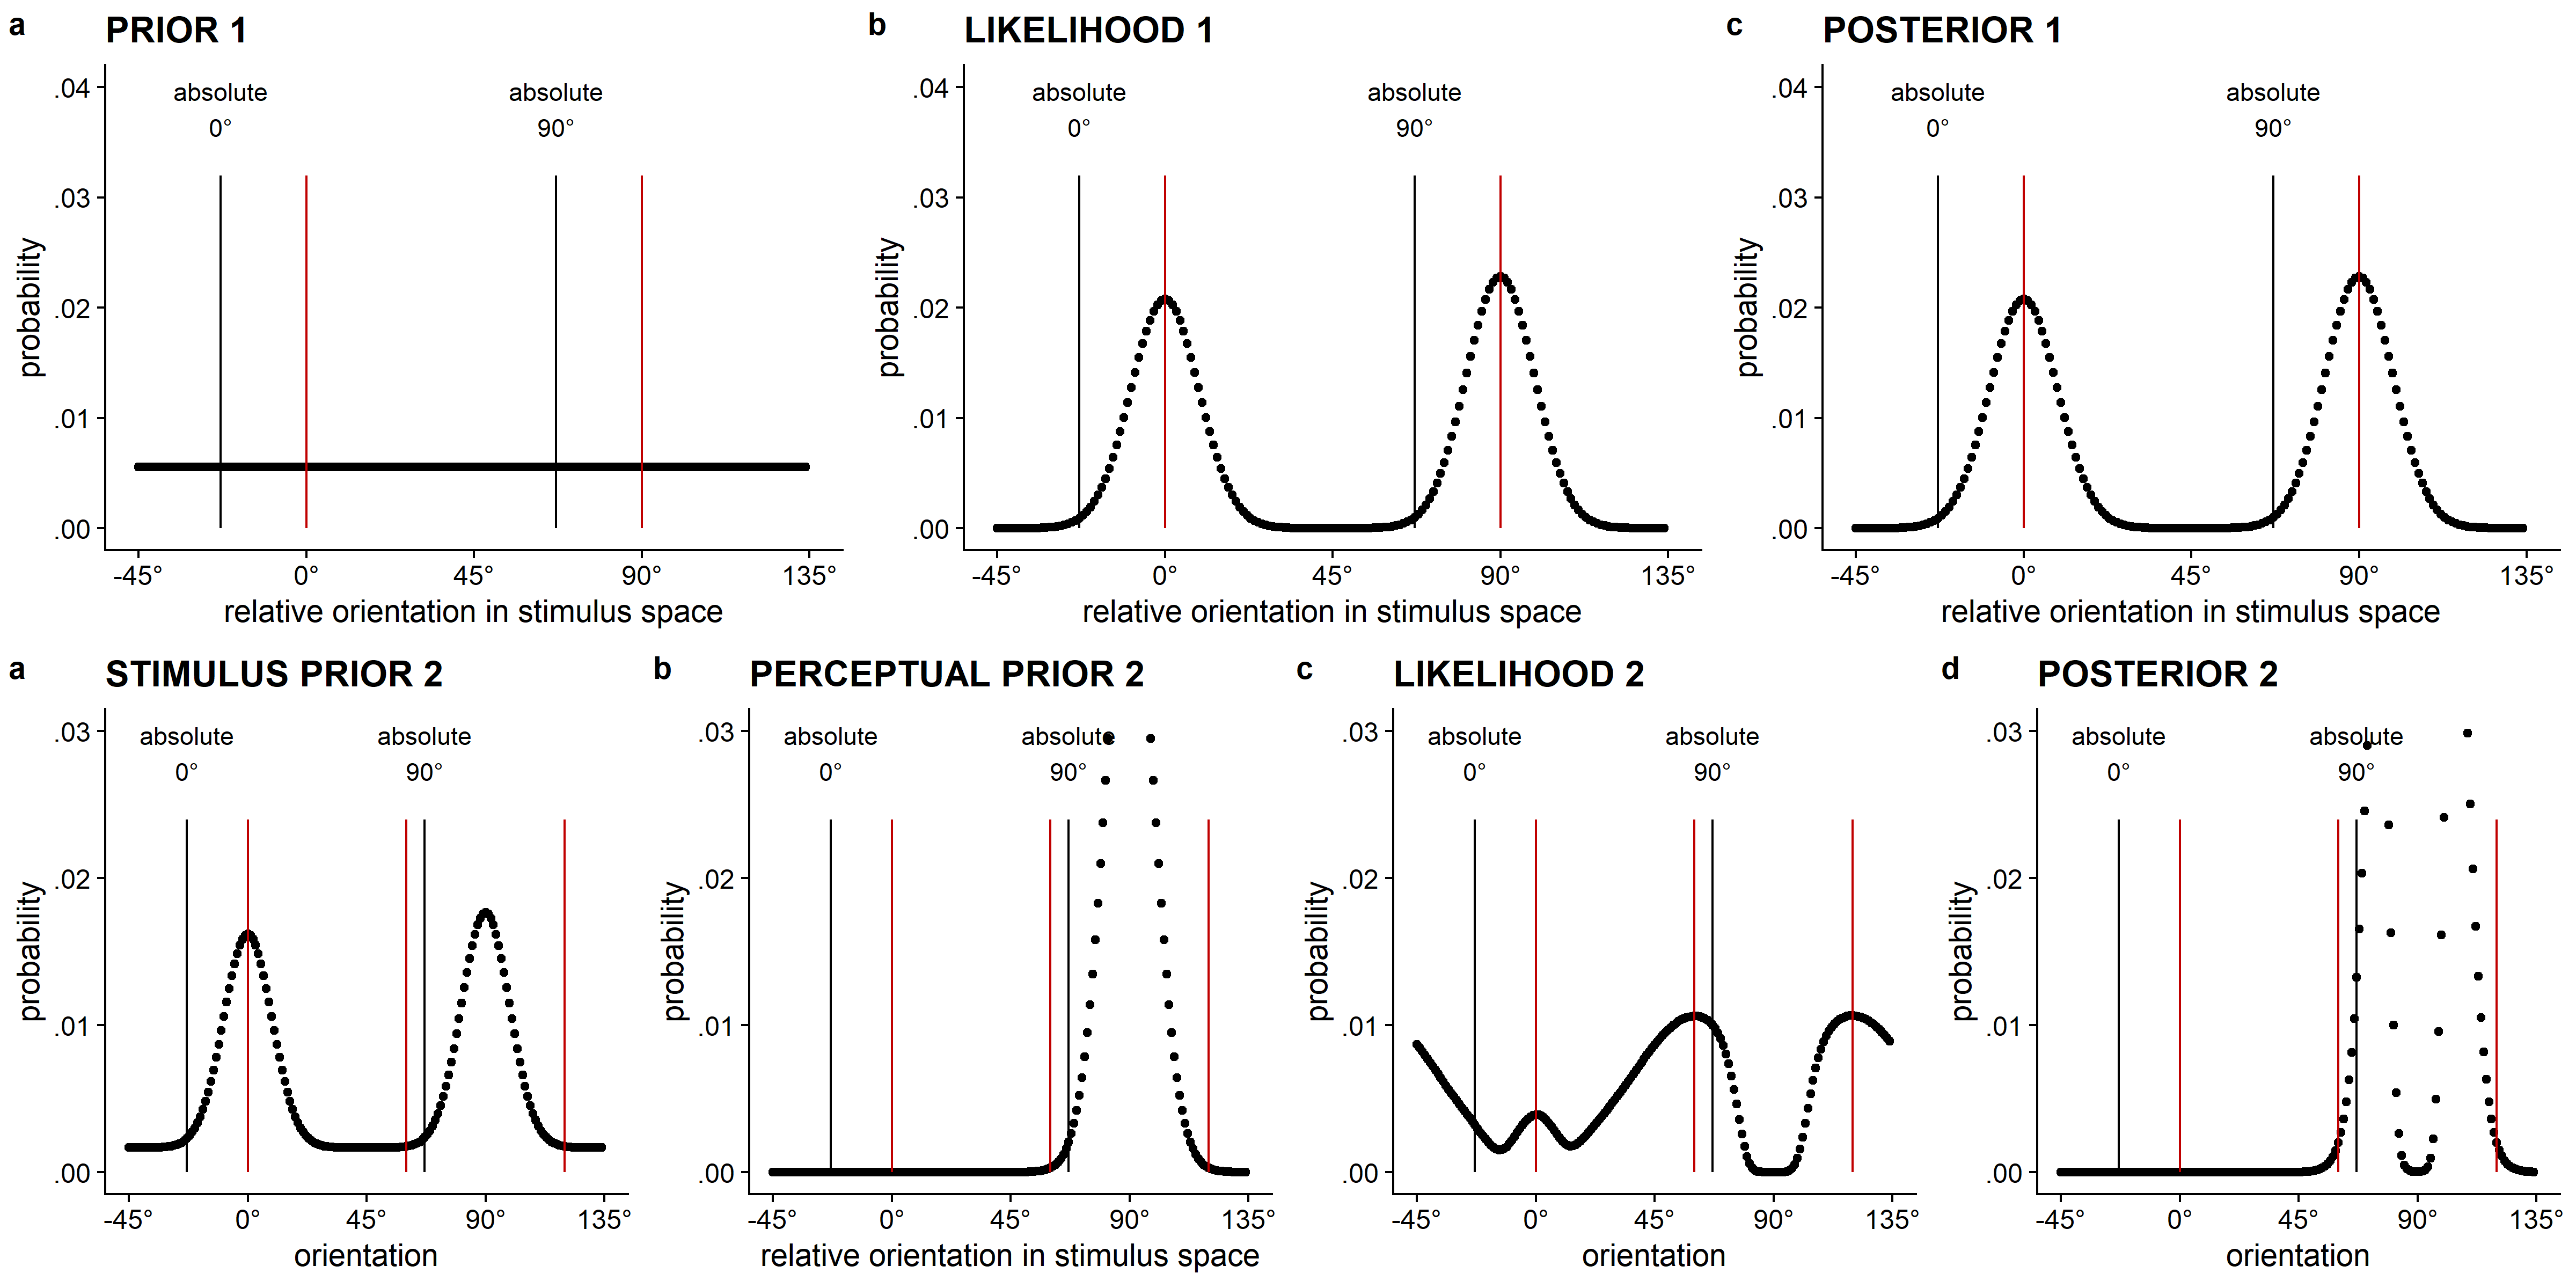 a PRIOR 1
absolute 0°
absolute 90°
.04
.03
.02
.01
.00
probability
-45° 0° 45° 90° 135°
relative orientation in stimulus space
b LIKELIHOOD 1
absolute 0°
absolute 90°
.04
.03
.02
.01
.00
probability
-45° 0° 45° 90° 135°
relative orientation in stimulus space
c POSTERIOR 1
absolute 0°
absolute 90°
.04
.03
.02
.01
.00
probability
-45° 0° 45° 90° 135°
relative orientation in stimulus space
a STIMULUS PRIOR 2
absolute 0°
absolute 90°
.03
.02
.01
.00
probability
-45° 0° 45° 90° 135°
orientation
b PERCEPTUAL PRIOR 2
absolute 0°
absolute 90°
.03
.02
.01
.00
probability
-45° 0° 45° 90° 135°
relative orientation in stimulus space
c LIKELIHOOD 2
absolute 0°
absolute 90°
.03
.02
.01
.00
probability
-45° 0° 45° 90° 135°
orientation
d POSTERIOR 2
absolute 0°
absolute 90°
.03
.02
.01
.00
probability
-45° 0° 45° 90° 135°
orientation